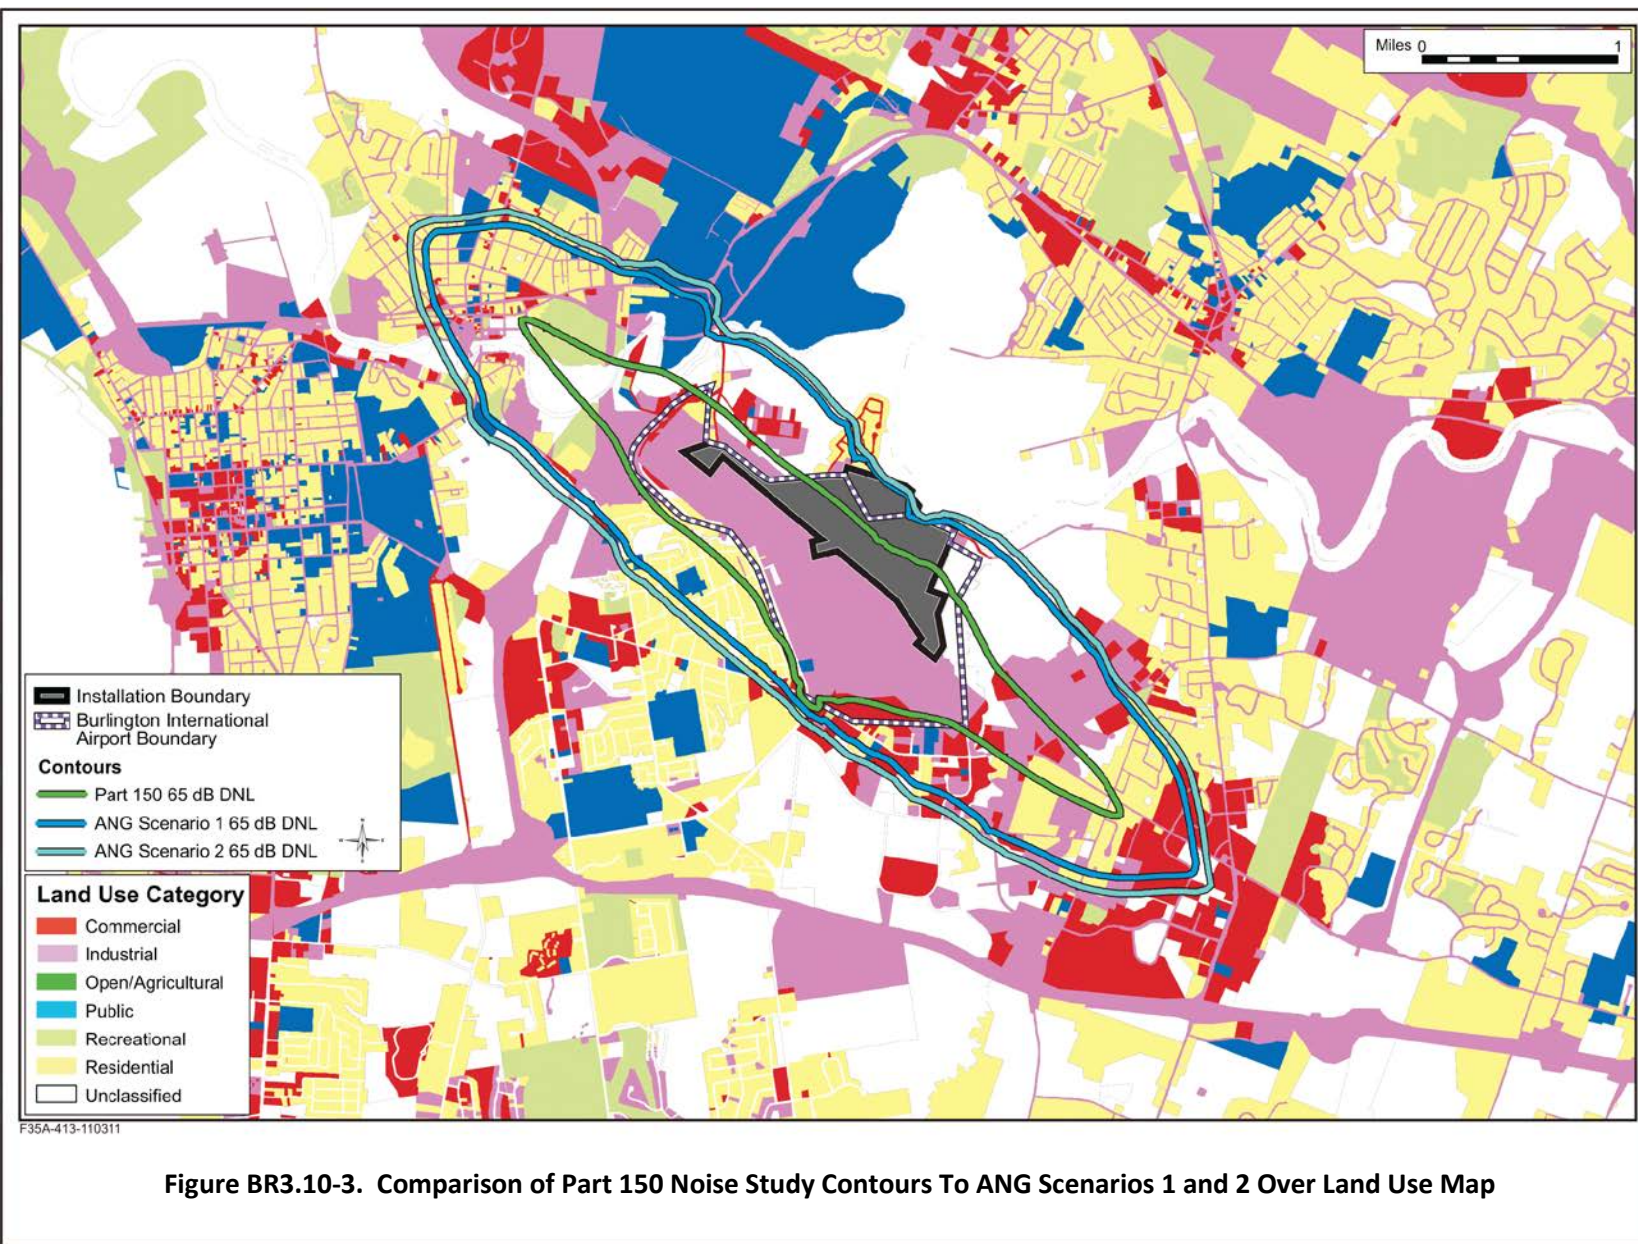 Miles 0 1
Installation Boundary
Burlington International
Airport Boundary
Contours
Part 150 65 dB DNL
ANG Scenario 1 65 dB DNL
ANG Scenario 2 65 dB DNL
Land Use Category
Commercial
Industrial
Open/Agricultural
Public
Recreational
Residential
Unclassified
F35A-413-110311
Figure BR3.10-3. Comparison of Part 150 Noise Study Contours To ANG Scenarios 1 and 2 Over Land Use Map